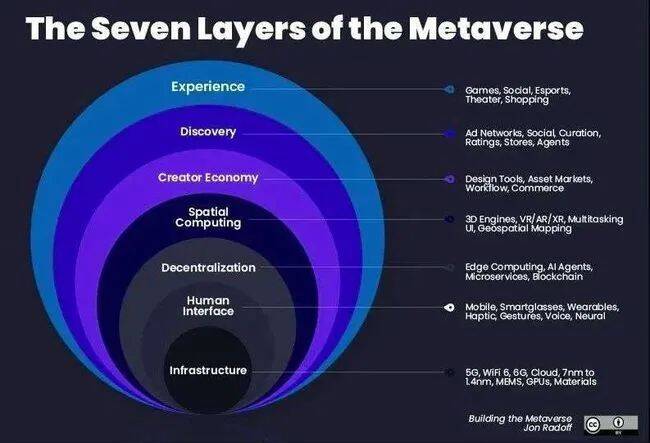 The Seven Layers of the Metaverse
Experience
Games, Social, Esports,
Theater, Shopping
Discovery
Ad Networks, Social, Curation,
Ratings, Stores, Agents
Creator Economy
Design Tools, Asset Markets,
Workflow, Commerce
Spatial
Computing
3D Engines, VR/AR/XR, Multitasking
UI, Geospatial Mapping
Decentralization
Edge Computing, AI Agents,
Microservices, Blockchain
Human
Interface
Mobile, Smartglasses, Wearables,
Haptic, Gestures, Voice, Neural
Infrastructure
5G, WiFi 6, 6G, Cloud, 7nm to
1.4nm, MEMS, GPUs, Materials
Building the Metaverse
Jon Radoff
cc
BY